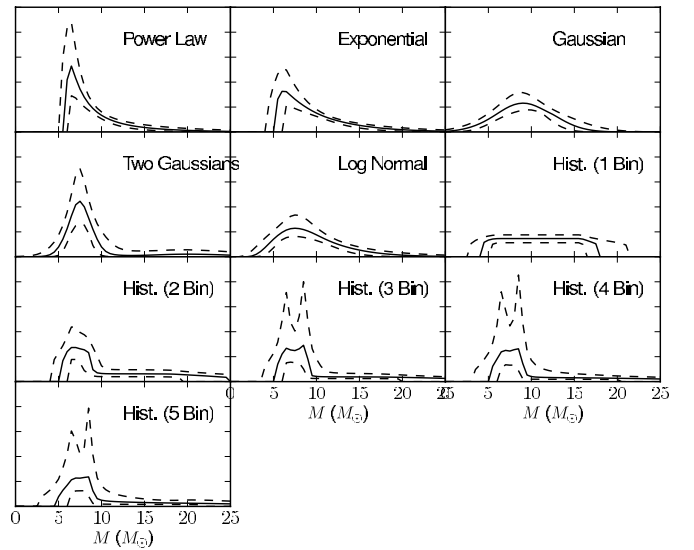 Power Law
Exponential
Gaussian
Two Gaussians
Log Normal
Hist. (1 Bin)
Hist. (2 Bin)
Hist. (3 Bin)
Hist. (4 Bin)
0 5 10 15 20 25
5 10 15 20 25
M (M☉)
M (M☉)
Hist. (5 Bin)
0 5 10 15 20 25
M (M☉)